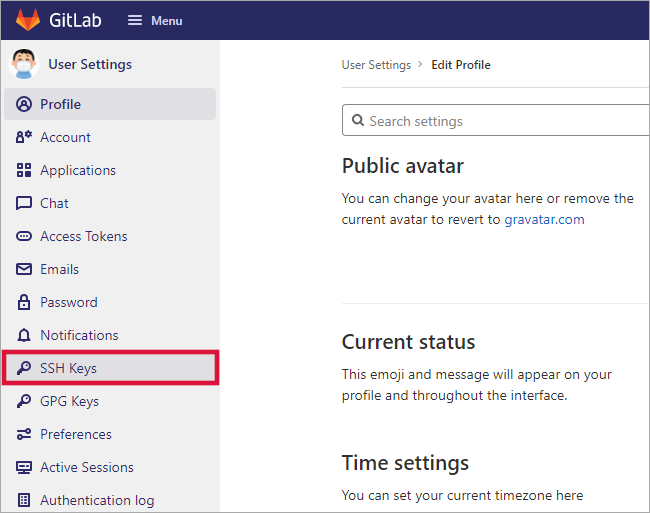 GitLab
Menu
User Settings
Profile
Account
Applications
Chat
Access Tokens
Emails
Password
Notifications
SSH Keys
GPG Keys
Preferences
Active Sessions
Authentication log
User Settings > Edit Profile
Search settings
Public avatar
You can change your avatar here or remove the
current avatar to revert to gravatar.com
Current status
This emoji and message will appear on your
profile and throughout the interface.
Time settings
You can set your current timezone here